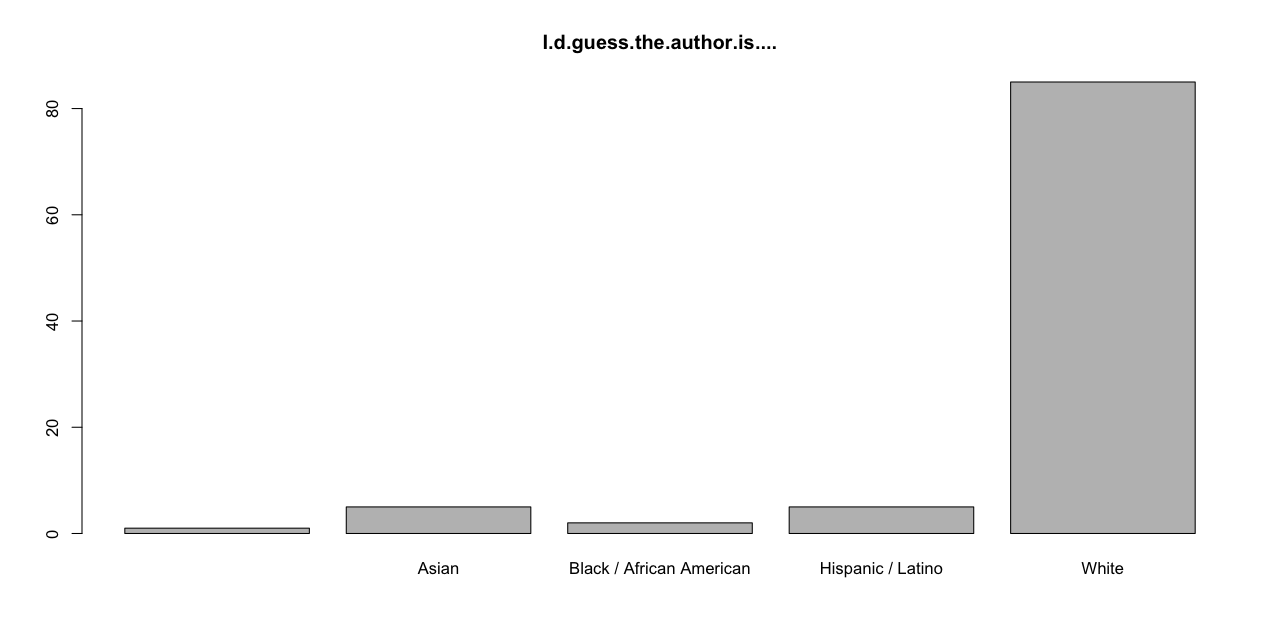 I.d.guess.the.author.is....
80
60
40
20
0
Asian Black / African American Hispanic / Latino White